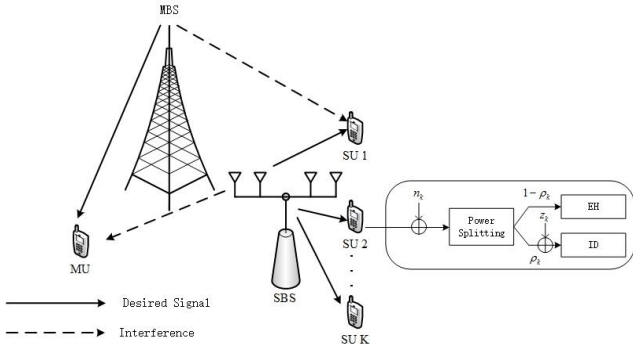 MBS
SU 1
n_k
1-ρ_k
EH
Power
Splitting
z_k
ID
ρ_k
SU 2
MU
SBS
SU K
Desired Signal
Interference